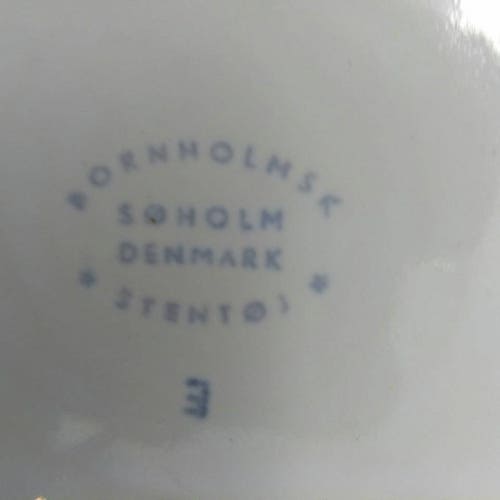 BORNHOLMSK
SØHOLM
DENMARK
* STENTØJ *